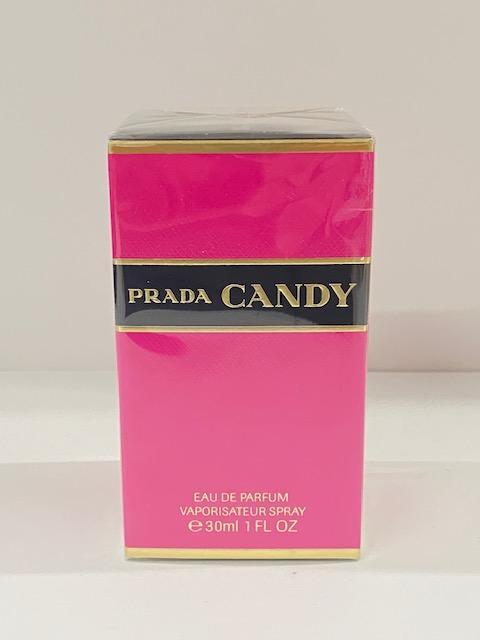 PRADA CANDY
EAU DE PARFUM
VAPORISATEUR SPRAY
℮30ml 1 FL OZ